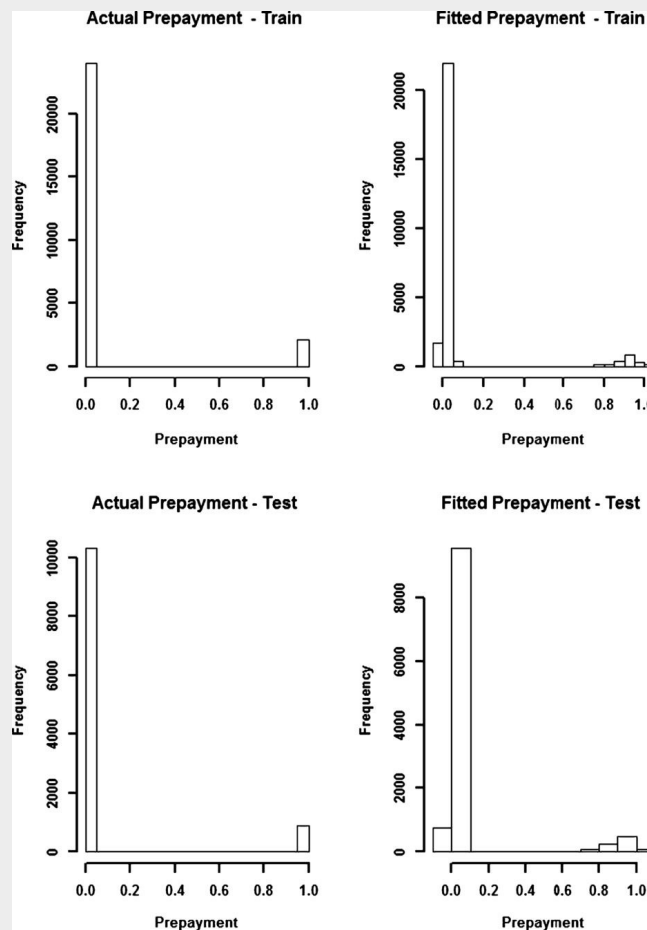 Actual Prepayment - Train
Frequency
0 5000 10000 15000 20000
0.0 0.2 0.4 0.6 0.8 1.0
Prepayment
Fitted Prepayment - Train
Frequency
0 5000 10000 15000 20000
0.0 0.2 0.4 0.6 0.8 1.0
Prepayment
Actual Prepayment - Test
Frequency
0 2000 4000 6000 8000 10000
0.0 0.2 0.4 0.6 0.8 1.0
Prepayment
Fitted Prepayment - Test
Frequency
0 2000 4000 6000 8000
0.0 0.2 0.4 0.6 0.8 1.0
Prepayment